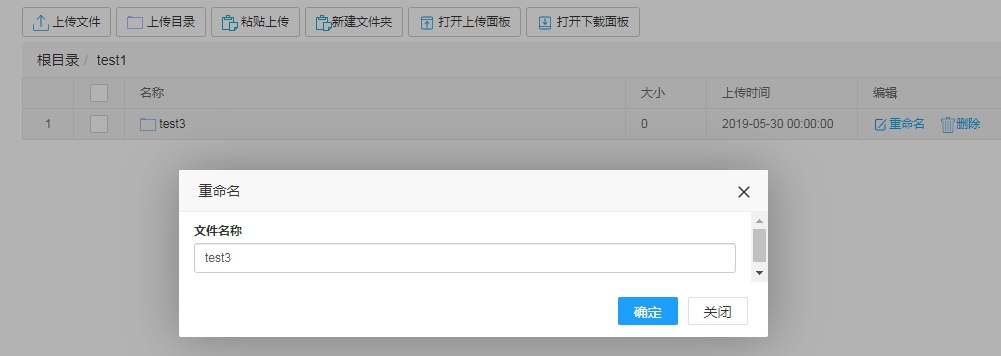 上传文件 上传目录 粘贴上传 新建文件夹 打开上传面板 打开下载面板
根目录 / test1
名称 大小 上传时间 编辑
1 test3 0 2019-05-30 00:00:00 重命名 删除
重命名
文件名称
test3
确定 关闭